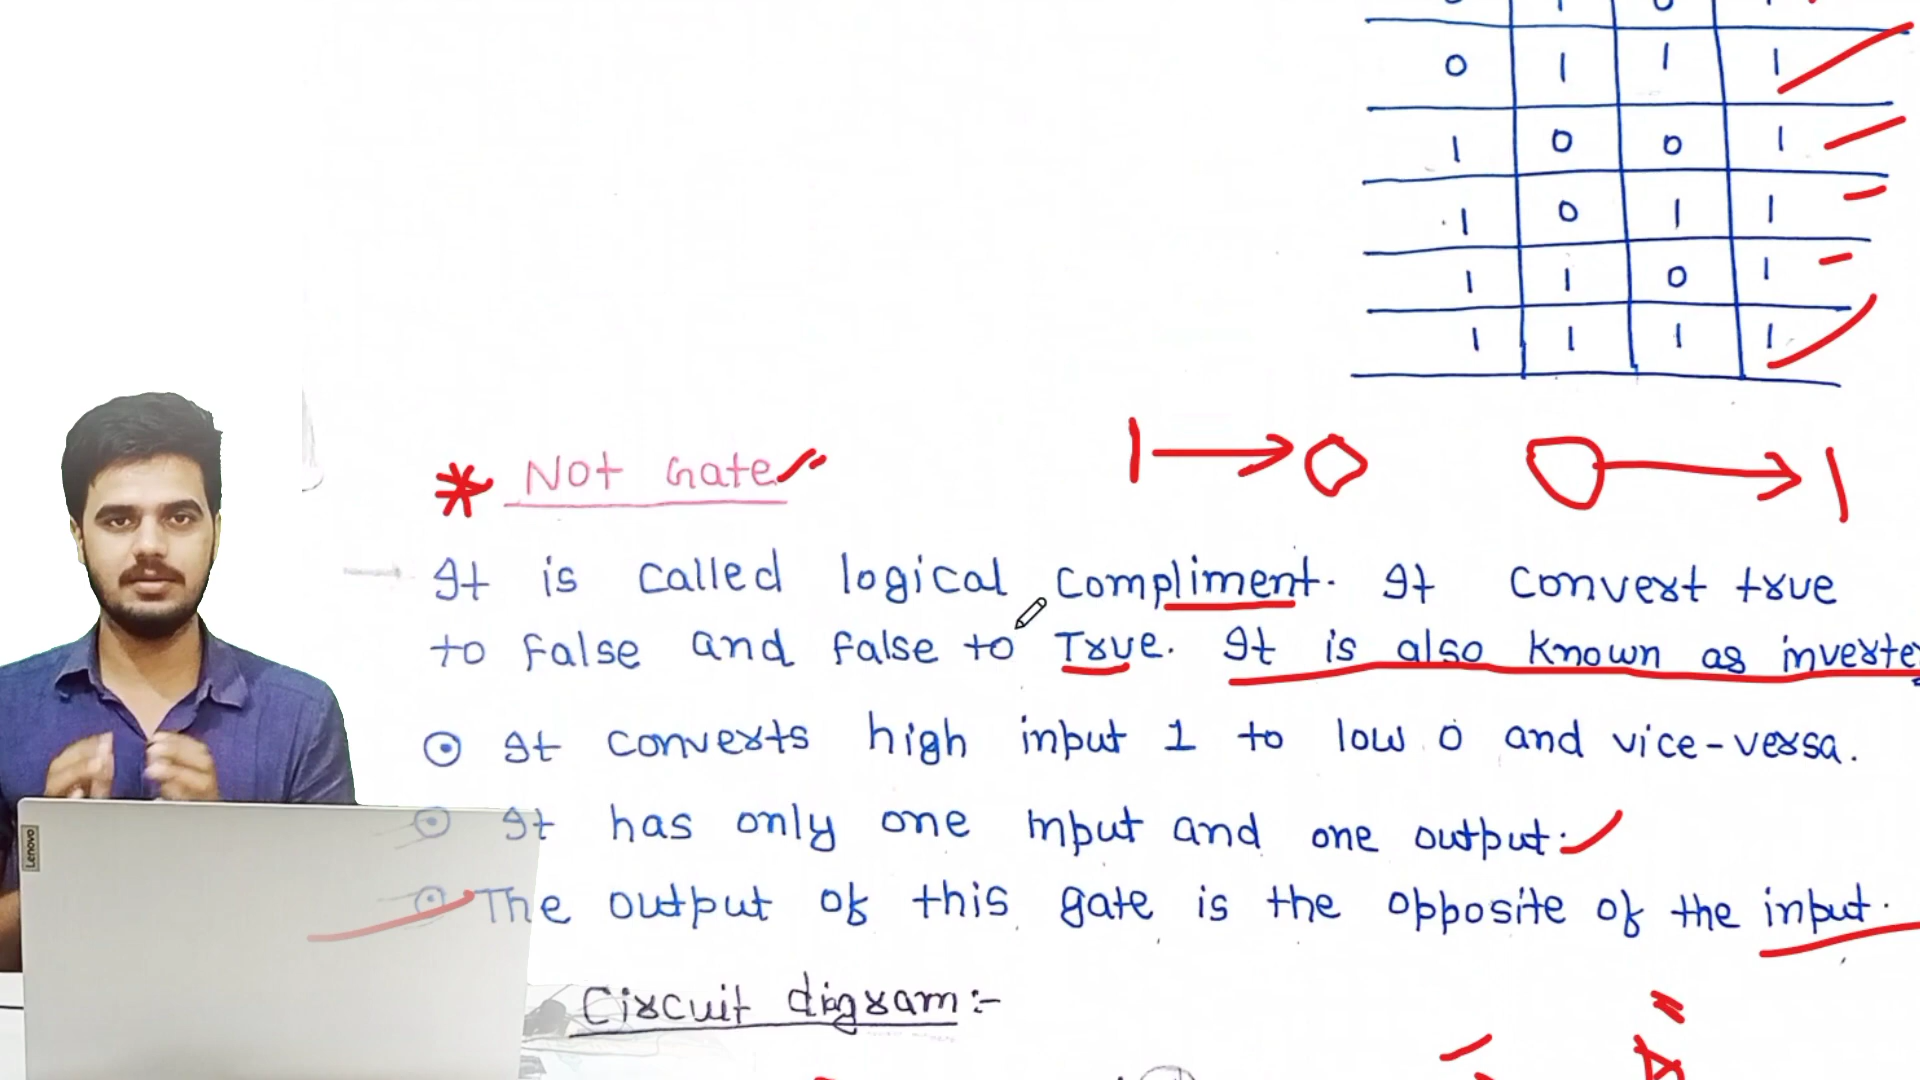 0 1 1 1
1 0 0 1
1 0 1 1
1 1 0 1
1 1 1 1
1 → 0 0 → 1
* Not Gate
It is called logical compliment. It convert true
to false and false to True. It is also known as inverte
It converts high input 1 to low 0 and vice-versa.
It has only one input and one output.
The output of this gate is the opposite of the input.
Circuit diagram:-
Lenovo